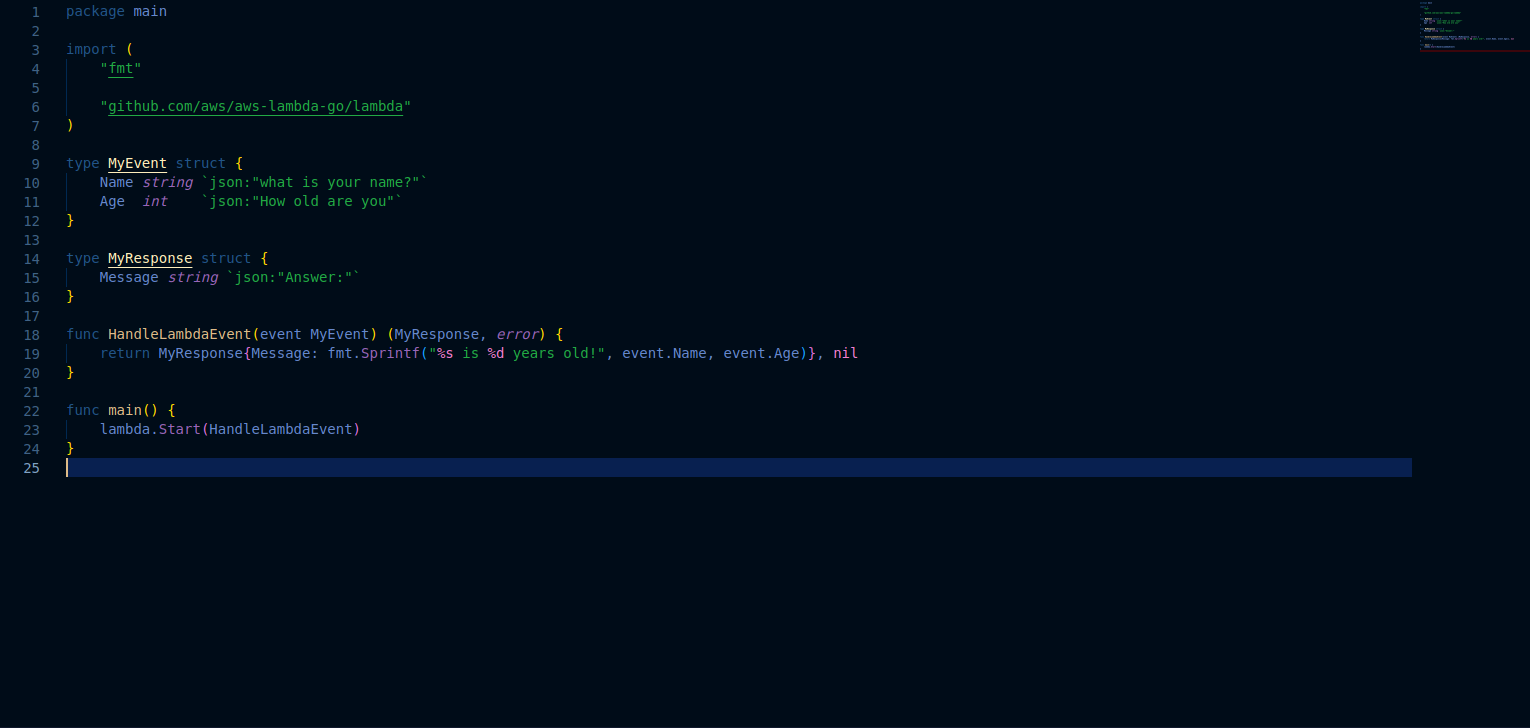 1 package main
2
3 import (
4     "fmt"
5
6     "github.com/aws/aws-lambda-go/lambda"
7 )
8
9 type MyEvent struct {
10     Name string `json:"what is your name?"`
11     Age  int    `json:"How old are you"`
12 }
13
14 type MyResponse struct {
15     Message string `json:"Answer:"`
16 }
17
18 func HandleLambdaEvent(event MyEvent) (MyResponse, error) {
19     return MyResponse{Message: fmt.Sprintf("%s is %d years old!", event.Name, event.Age)}, nil
20 }
21
22 func main() {
23     lambda.Start(HandleLambdaEvent)
24 }
25